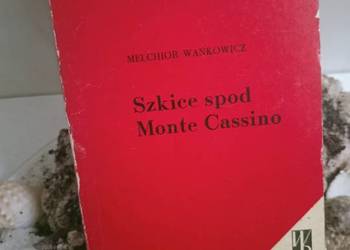 MELCHIOR WAŃKOWICZ
Szkice spod
Monte Cassino